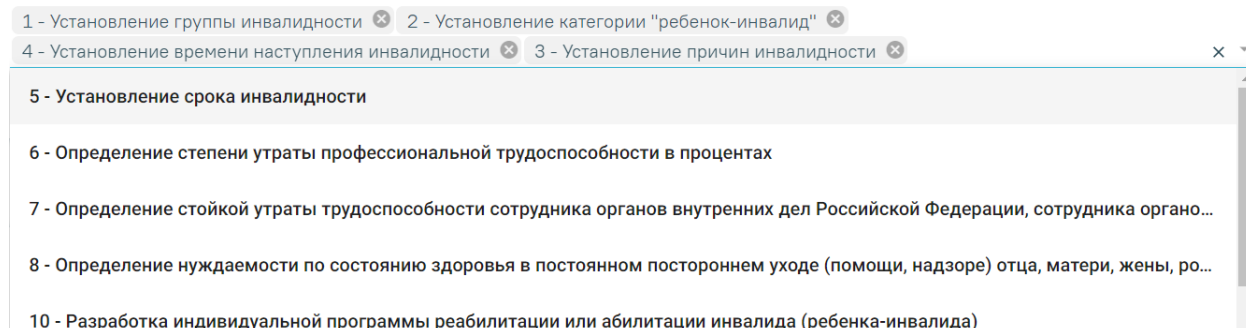 1 - Установление группы инвалидности 2 - Установление категории "ребенок-инвалид"
4 - Установление времени наступления инвалидности 3 - Установление причин инвалидности
5 - Установление срока инвалидности
6 - Определение степени утраты профессиональной трудоспособности в процентах
7 - Определение стойкой утраты трудоспособности сотрудника органов внутренних дел Российской Федерации, сотрудника органо...
8 - Определение нуждаемости по состоянию здоровья в постоянном постороннем уходе (помощи, надзоре) отца, матери, жены, ро...
10 - Разработка индивидуальной программы реабилитации или абилитации инвалида (ребенка-инвалида)